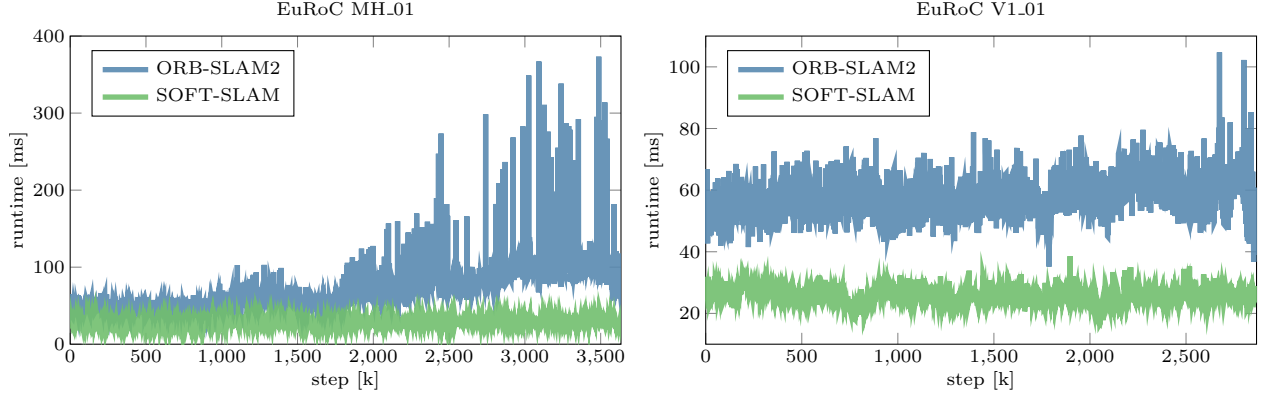 EuRoC MH_01
400
300
200
100
0
runtime [ms]
ORB-SLAM2
SOFT-SLAM
0 500 1,000 1,500 2,000 2,500 3,000 3,500
step [k]
EuRoC V1_01
100
80
60
40
20
runtime [ms]
ORB-SLAM2
SOFT-SLAM
0 500 1,000 1,500 2,000 2,500
step [k]